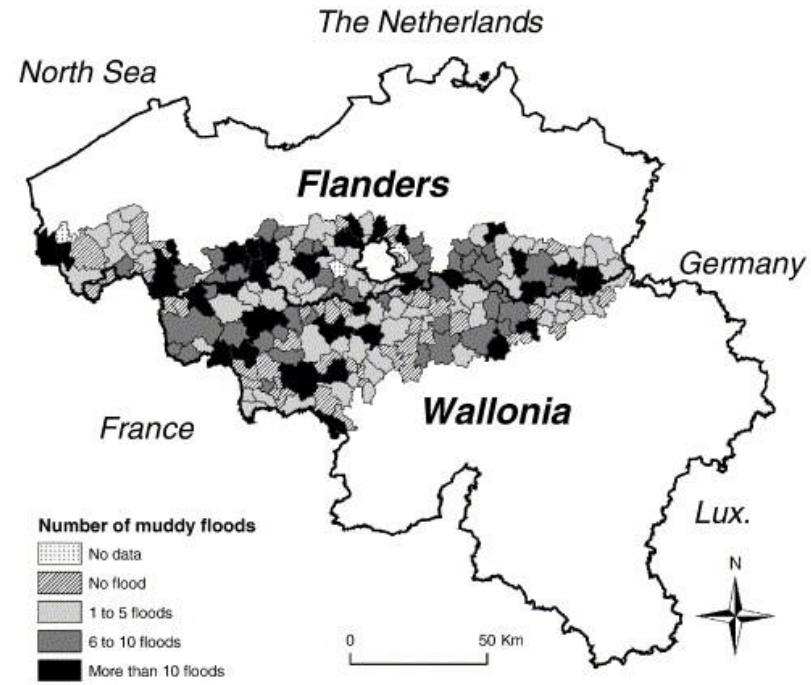 The Netherlands
North Sea
Flanders
Germany
Wallonia
France
Lux.
Number of muddy floods
No data
No flood
1 to 5 floods
6 to 10 floods
More than 10 floods
0 50 Km
N